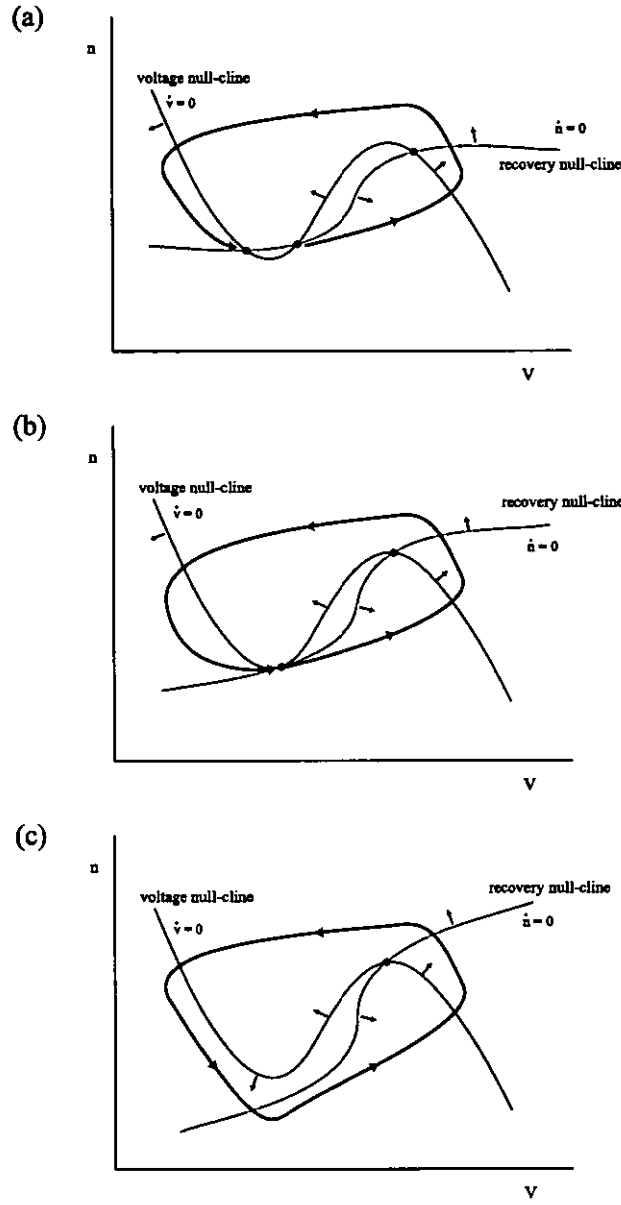 (a)
n
voltage null-cline
v̇ = 0
ṅ = 0
recovery null-cline
V
(b)
n
voltage null-cline
v̇ = 0
recovery null-cline
ṅ = 0
V
(c)
n
voltage null-cline
v̇ = 0
recovery null-cline
ṅ = 0
V